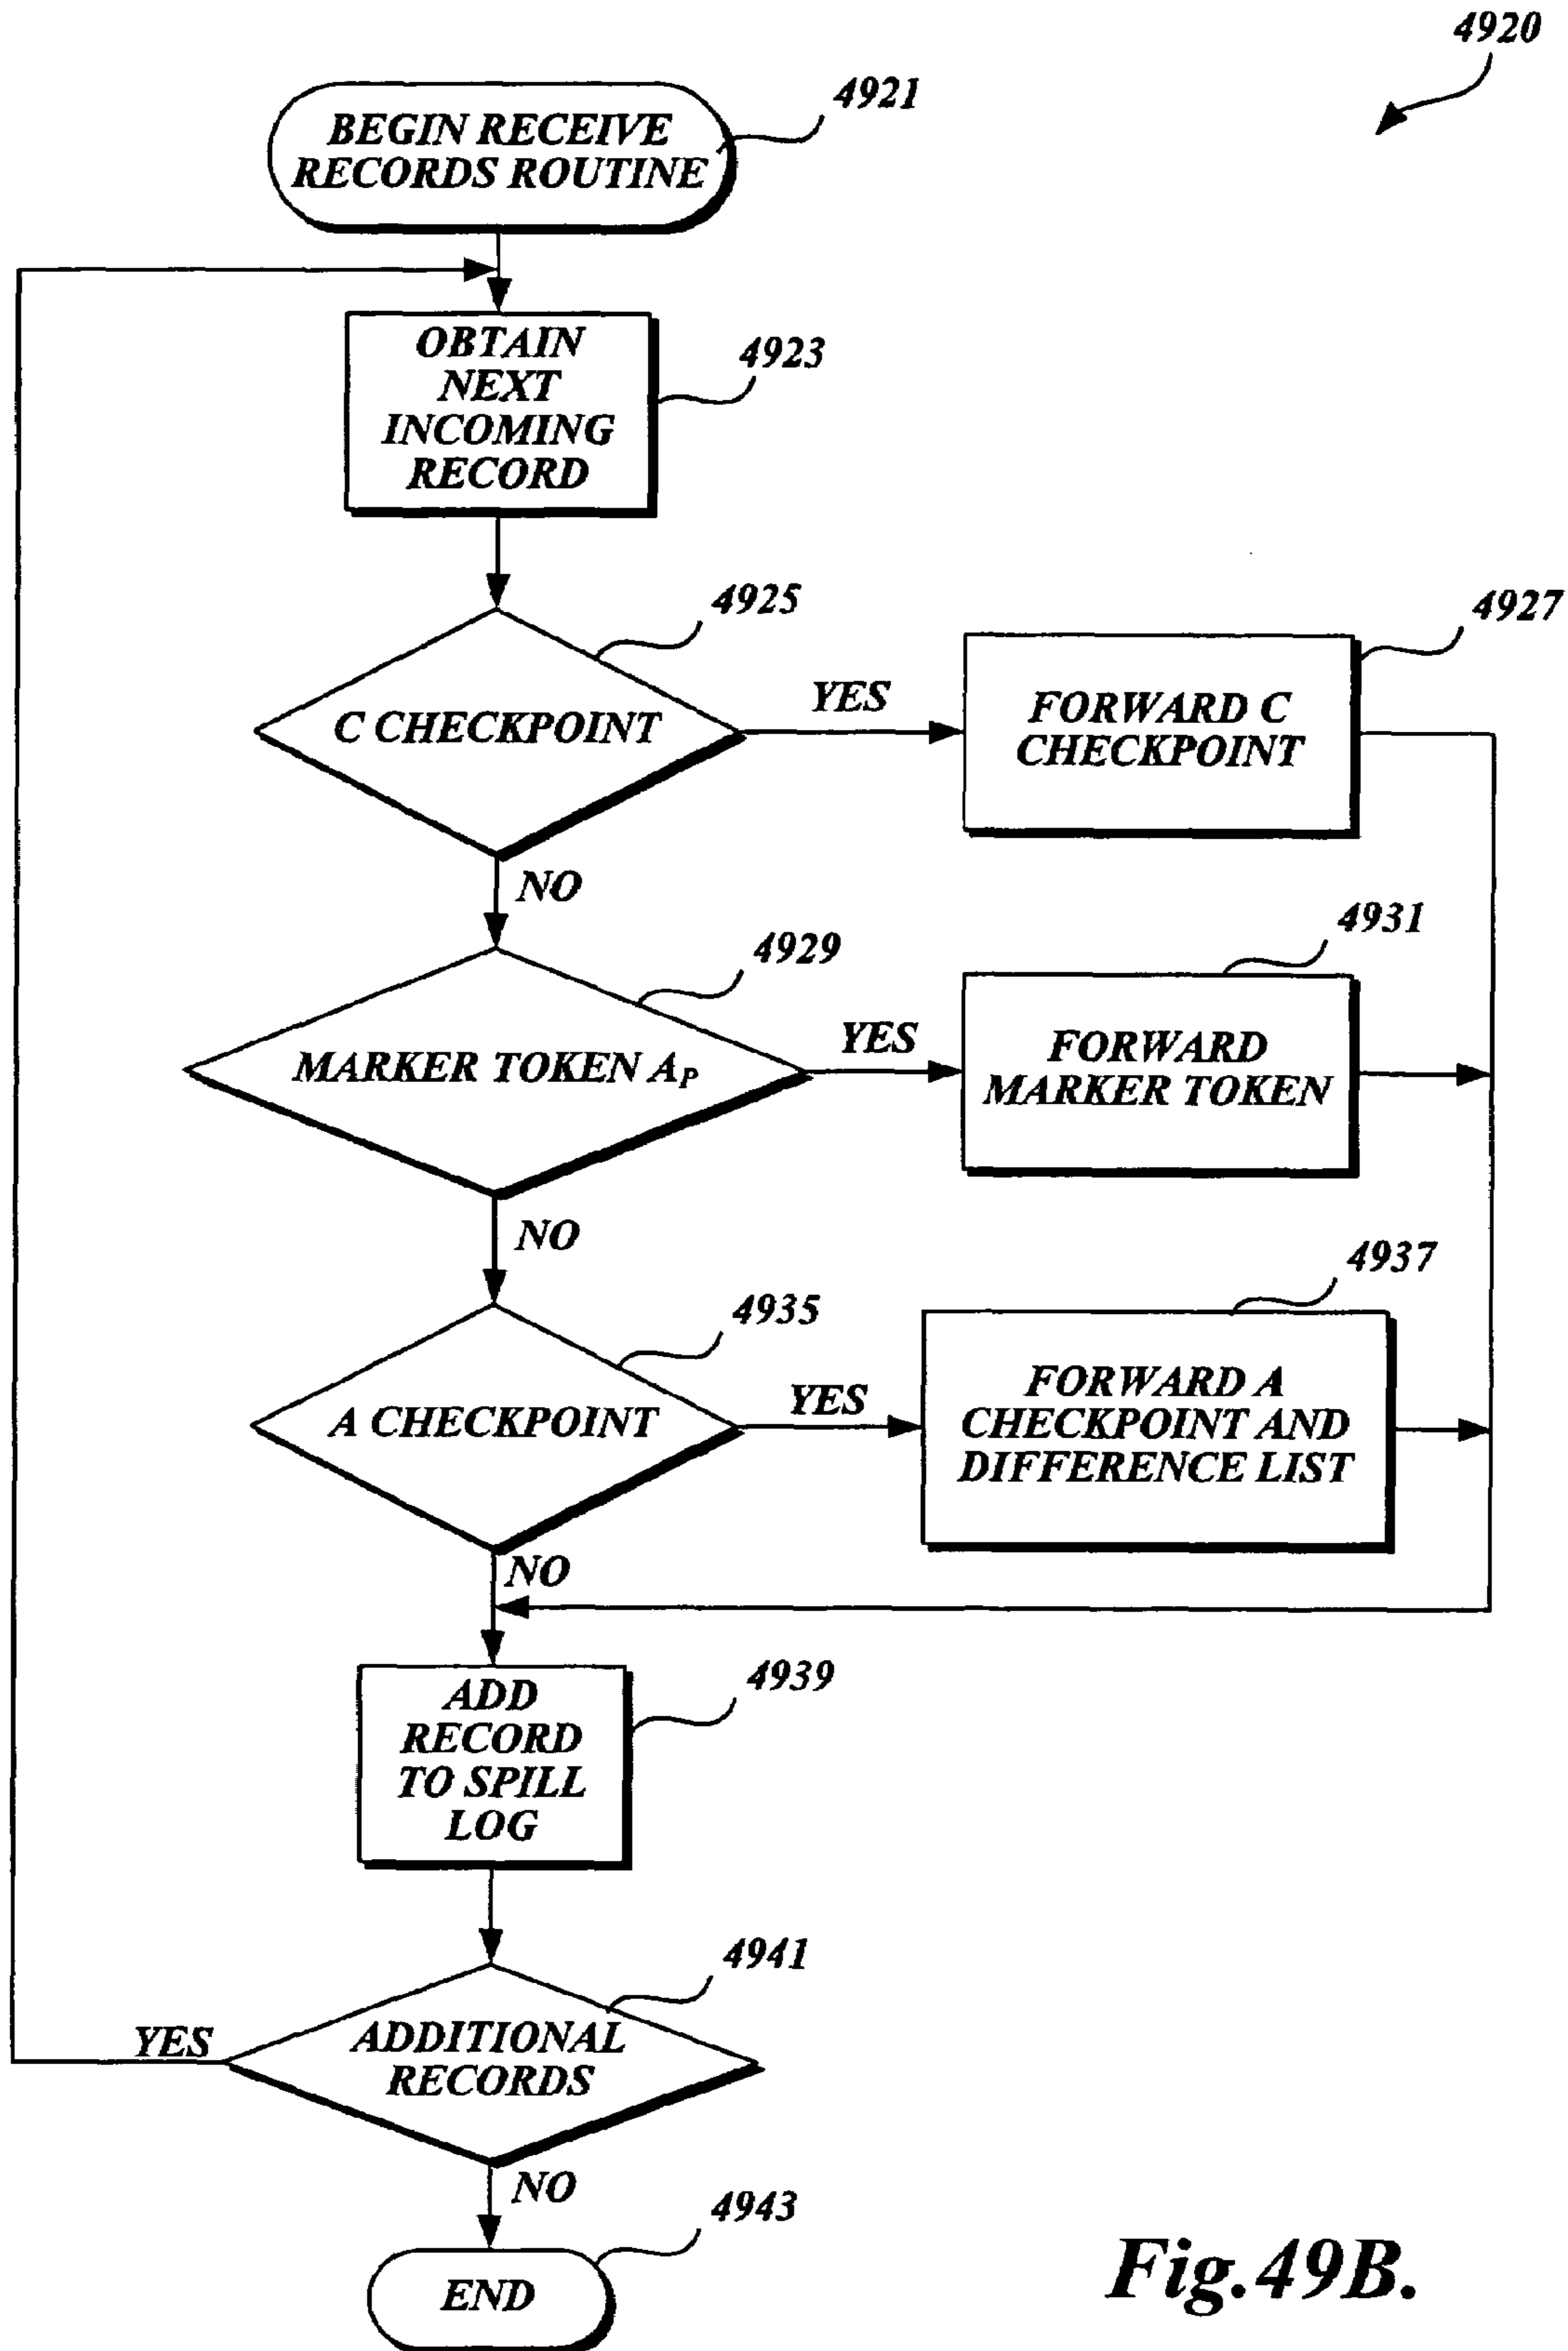 4920
4921
BEGIN RECEIVE
RECORDS ROUTINE
OBTAIN
NEXT
INCOMING
RECORD
4923
4925
C CHECKPOINT
YES
4927
FORWARD C
CHECKPOINT
NO
4929
MARKER TOKEN AP
YES
4931
FORWARD
MARKER TOKEN
NO
4935
A CHECKPOINT
YES
4937
FORWARD A
CHECKPOINT AND
DIFFERENCE LIST
NO
ADD
RECORD
TO SPILL
LOG
4939
4941
ADDITIONAL
RECORDS
YES
NO
4943
END
Fig.49B.